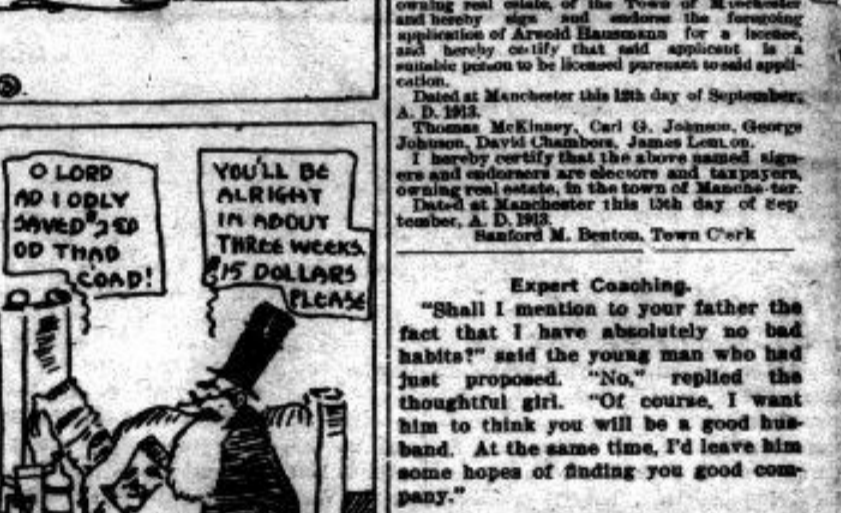 O LORD
AD I ODLY
SAVED $2.50
OD THAD
COAD!
YOU'LL BE
ALRIGHT
IN ABOUT
THREE WEEKS.
$15 DOLLARS
PLEASE
owning real estate, of the Town of Manchester
and hereby sign and endorse the foregoing
application of Arnold Hausmann for a license,
and hereby certify that said applicant is a
suitable person to be licensed pursuant to said appli-
cation.
Dated at Manchester this 12th day of September,
A. D. 1913.
Thomas McKinney, Carl G. Johnson, George
Johnson, David Chambers, James Lennon.
I hereby certify that the above named sign-
ers and endorsers are electors and taxpayers,
owning real estate, in the town of Manchester.
Dated at Manchester this 15th day of Sep
tember, A. D. 1913.
Sanford M. Benton, Town Clerk
Expert Coaching.
"Shall I mention to your father the
fact that I have absolutely no bad
habits?" said the young man who had
just proposed. "No," replied the
thoughtful girl. "Of course, I want
him to think you will be a good hus-
band. At the same time, I'd leave him
some hopes of finding you good com-
pany."